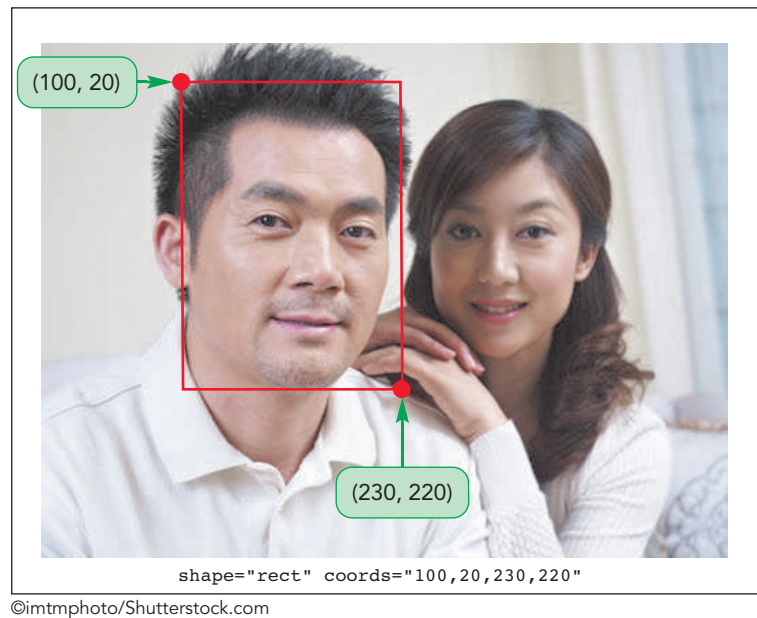 (100, 20)
(230, 220)
shape="rect" coords="100,20,230,220"
©imtmphoto/Shutterstock.com